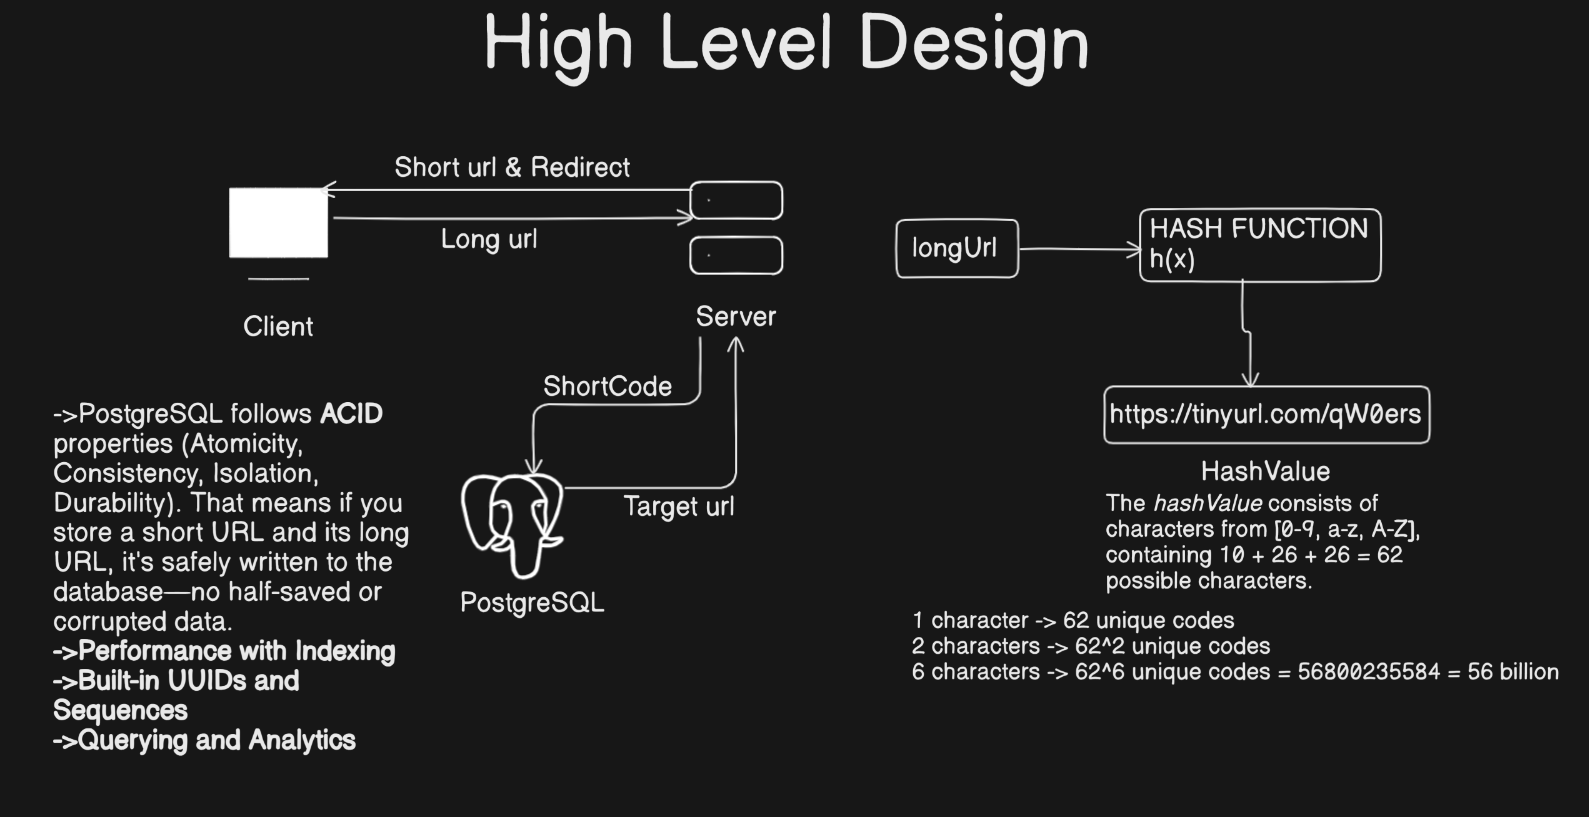 High Level Design
Short url & Redirect
Long url
Client
Server
ShortCode
Target url
PostgreSQL
->PostgreSQL follows ACID
properties (Atomicity,
Consistency, Isolation,
Durability). That means if you
store a short URL and its long
URL, it's safely written to the
database—no half-saved or
corrupted data.
->Performance with Indexing
->Built-in UUIDs and
Sequences
->Querying and Analytics
longUrl
HASH FUNCTION
h(x)
https://tinyurl.com/qW0ers
HashValue
The hashValue consists of
characters from [0-9, a-z, A-Z],
containing 10 + 26 + 26 = 62
possible characters.
1 character -> 62 unique codes
2 characters -> 62^2 unique codes
6 characters -> 62^6 unique codes = 56800235584 = 56 billion